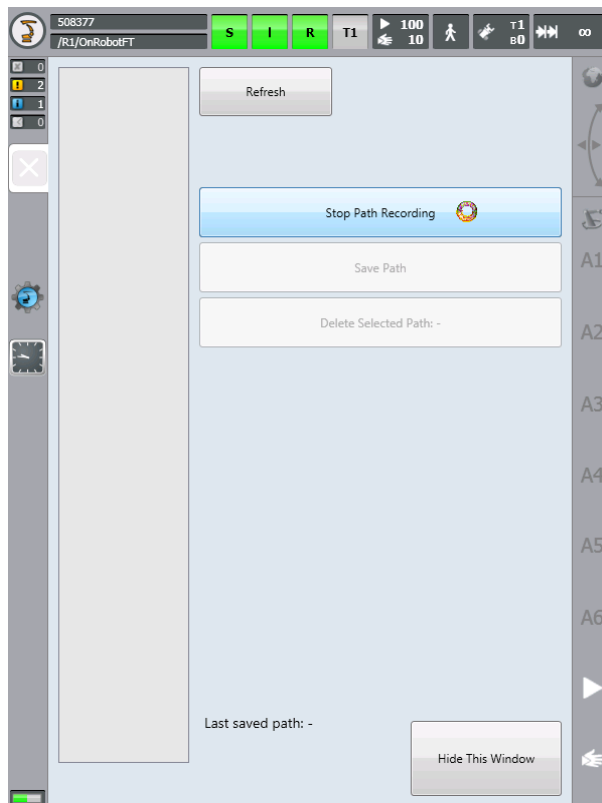 508377
/R1/OnRobotFT
S I R T1 100 10 T1 B0 ∞
0
2
1
0
Refresh
Stop Path Recording
Save Path
Delete Selected Path: -
A1
A2
A3
A4
A5
A6
Last saved path: -
Hide This Window